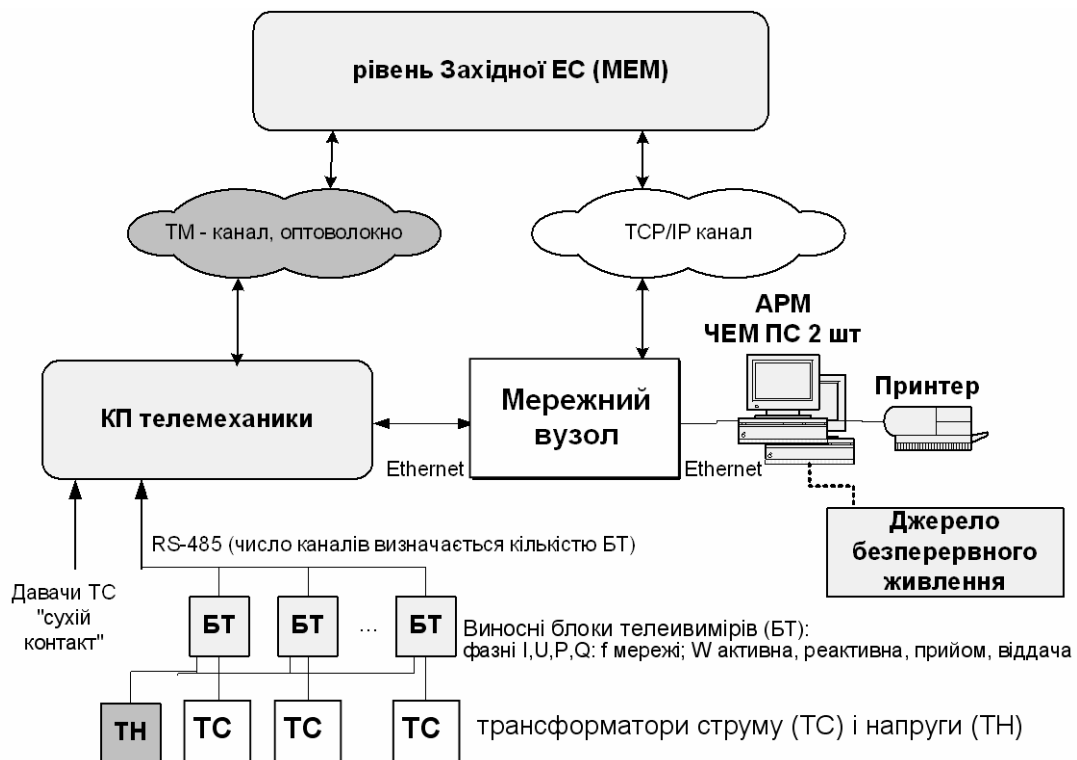 рівень Західної ЕС (МЕМ)
ТМ - канал, оптоволокно
TCP/IP канал
АРМ
ЧЕМ ПС 2 шт
Принтер
КП телемеханики
Мережний
вузол
Ethernet
Ethernet
Джерело
безперервного
живлення
RS-485 (число каналів визначається кількістю БТ)
Давачи ТС
"сухій
контакт"
БТ
БТ
...
БТ
Виносні блоки телеивимірів (БТ):
фазні I,U,P,Q: f мережі; W активна, реактивна, прийом, віддача
ТН
ТС
ТС
ТС
трансформатори струму (ТС) і напруги (ТН)